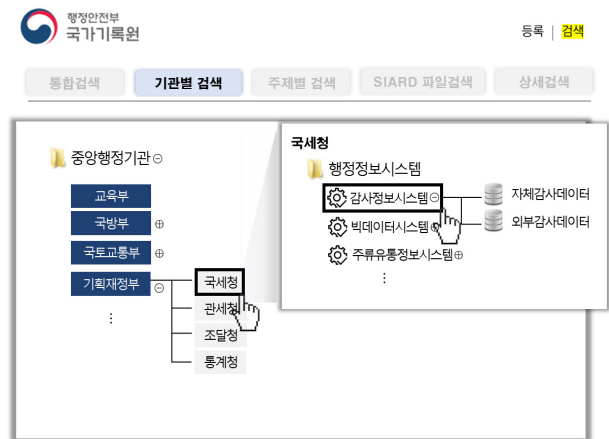 행정안전부
국가기록원
등록 | 검색
통합검색 기관별 검색 주제별 검색 SIARD 파일검색 상세검색
중앙행정기관
교육부
국방부
국토교통부
기획재정부
국세청
관세청
조달청
통계청
국세청
행정정보시스템
감사정보시스템
자체감사데이터
외부감사데이터
빅데이터시스템
주류유통정보시스템